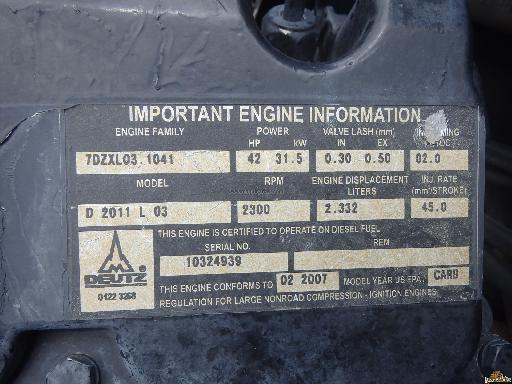 IMPORTANT ENGINE INFORMATION
ENGINE FAMILY POWER VALVE LASH (mm)
HP kW IN EX
7DZXL03.1041 42 31.5 0.30 0.50 02.0
MODEL RPM ENGINE DISPLACEMENT INJ. RATE
LITERS (mm³/STROKE)
D 2011 L 03 2300 2.332 45.0
THIS ENGINE IS CERTIFIED TO OPERATE ON DIESEL FUEL
SERIAL NO. REM
10324939
DEUTZ
0422 3358
THIS ENGINE CONFORMS TO 02 2007 MODEL YEAR US EPA, CARB
REGULATION FOR LARGE NONROAD COMPRESSION - IGNITION ENGINES